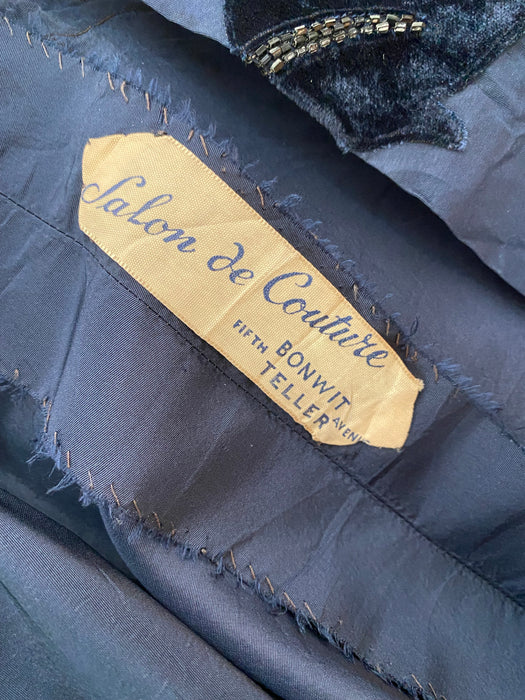 Salon de Couture
BONWIT
FIFTH TELLER AVENUE